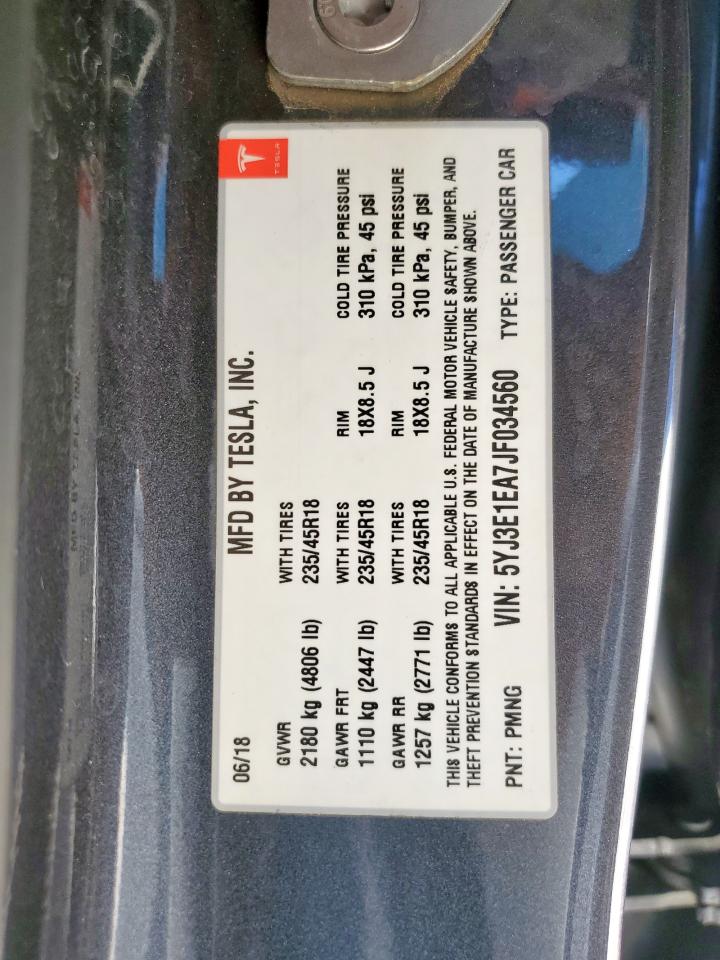 TESLA
06/18 MFD BY TESLA, INC.
GVWR WITH TIRES
2180 kg (4806 lb) 235/45R18
GAWR FRT WITH TIRES RIM COLD TIRE PRESSURE
1110 kg (2447 lb) 235/45R18 18X8.5 J 310 kPa, 45 psi
GAWR RR WITH TIRES RIM COLD TIRE PRESSURE
1257 kg (2771 lb) 235/45R18 18X8.5 J 310 kPa, 45 psi
THIS VEHICLE CONFORMS TO ALL APPLICABLE U.S. FEDERAL MOTOR VEHICLE SAFETY, BUMPER, AND
THEFT PREVENTION STANDARDS IN EFFECT ON THE DATE OF MANUFACTURE SHOWN ABOVE.
PNT: PMNG VIN: 5YJ3E1EA7JF034560 TYPE: PASSENGER CAR